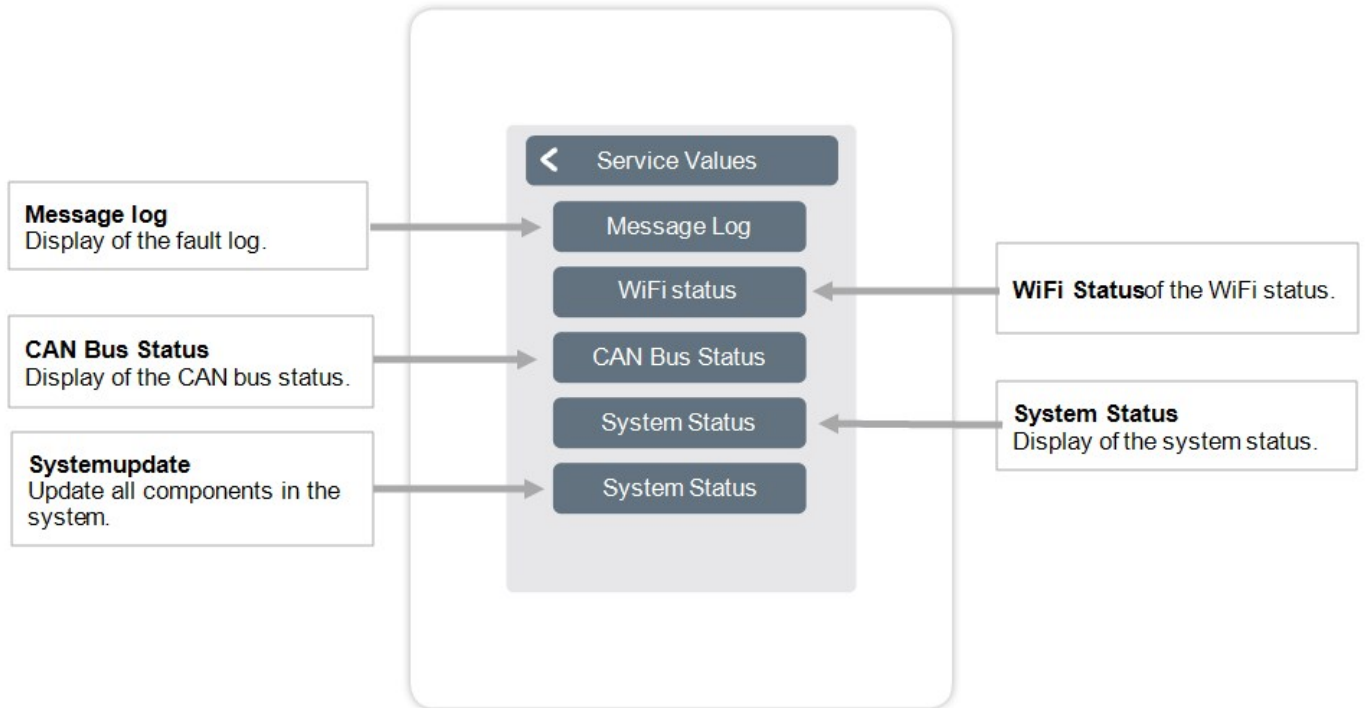 Service Values
Message log
Display of the fault log.
Message Log
WiFi status
WiFi Statusof the WiFi status.
CAN Bus Status
Display of the CAN bus status.
CAN Bus Status
System Status
System Status
Display of the system status.
Systemupdate
Update all components in the
system.
System Status